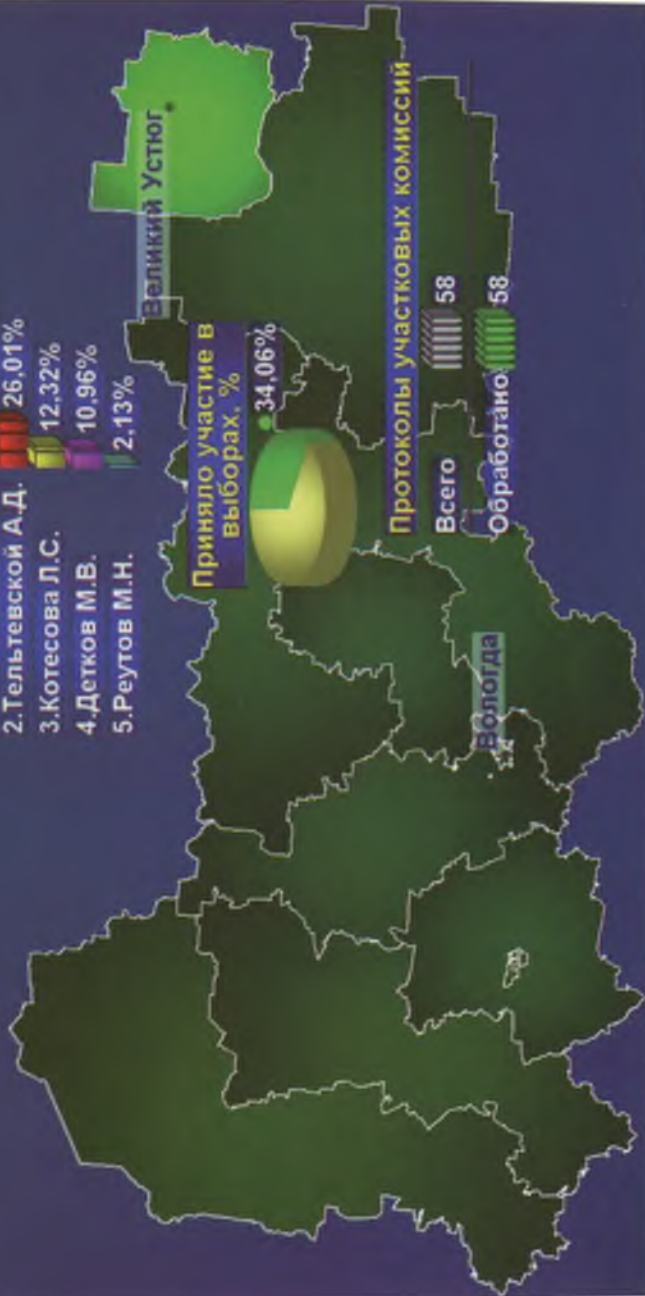 2.Тельтевской А.Д. 26,01%
3.Котесова Л.С. 12,32%
4.Детков М.В. 10,96%
5.Реутов М.Н. 2,13%
Великий Устюг
Приняло участие в
выборах, %
34,06%
Протоколы участковых комиссий
Всего 58
Обработано 58
Вологда